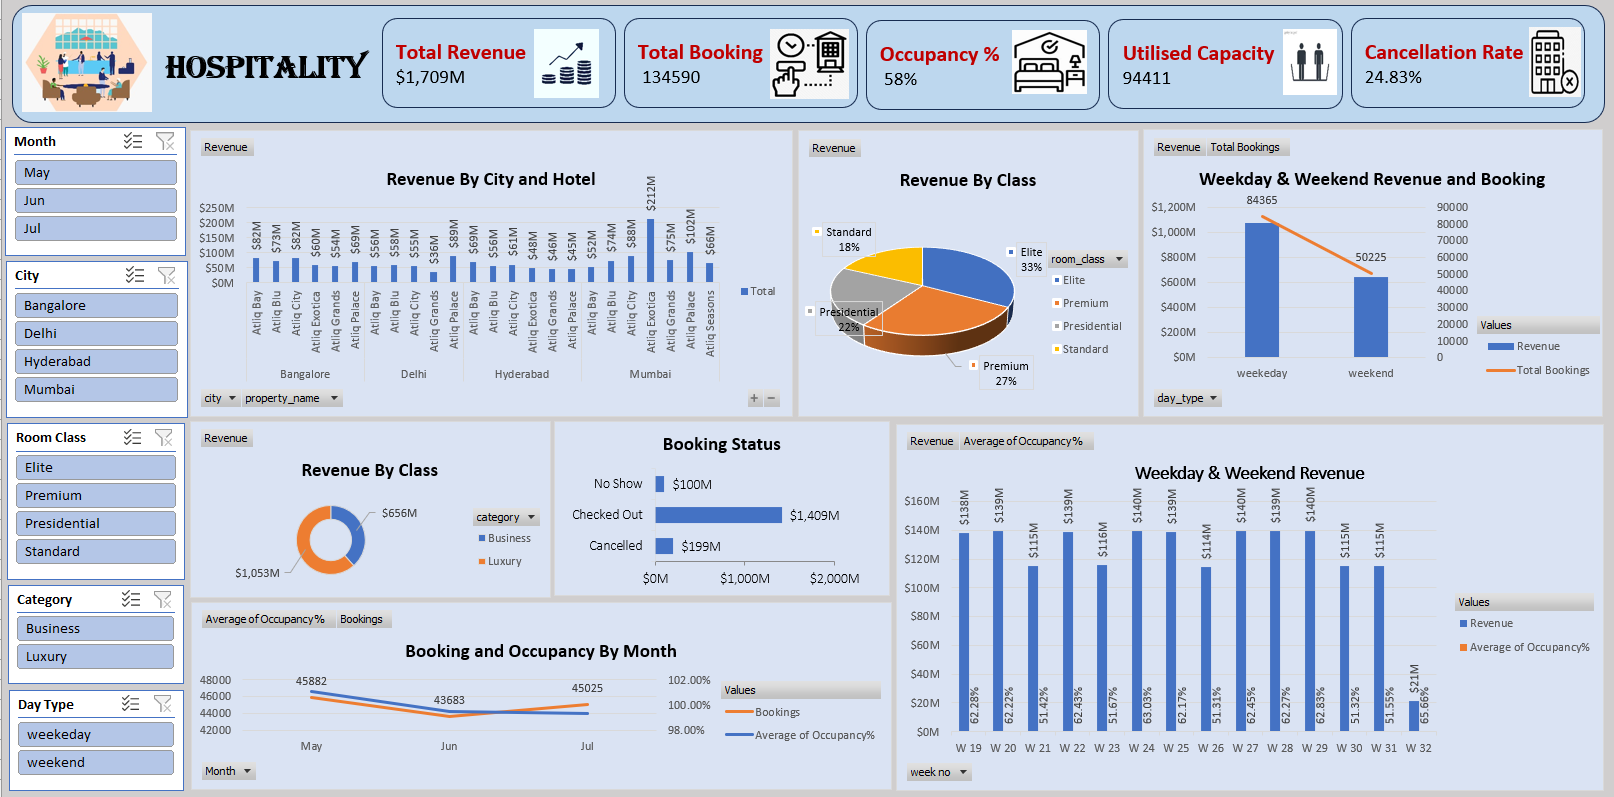 HOSPITALITY
Total Revenue
$1,709M
Total Booking
134590
Occupancy %
58%
Utilised Capacity
94411
Cancellation Rate
24.83%
Month
May
Jun
Jul
City
Bangalore
Delhi
Hyderabad
Mumbai
Room Class
Elite
Premium
Presidential
Standard
Category
Business
Luxury
Day Type
weekeday
weekend
Revenue
Revenue By City and Hotel
$250M
$200M
$150M
$100M
$50M
$0M
$82M $73M $82M $60M $54M $69M $56M $58M $55M $36M $89M $69M $56M $61M $48M $46M $45M $52M $74M $88M $212M $75M $102M $66M
Atliq Bay Atliq Blu Atliq City Atliq Exotica Atliq Grands Atliq Palace Atliq Bay Atliq Blu Atliq City Atliq Grands Atliq Palace Atliq Bay Atliq Blu Atliq City Atliq Exotica Atliq Grands Atliq Palace Atliq Bay Atliq Blu Atliq City Atliq Exotica Atliq Grands Atliq Palace Atliq Seasons
Bangalore Delhi Hyderabad Mumbai
Total
city property_name
Revenue
Revenue By Class
Standard
18%
Elite
33%
Presidential
22%
Premium
27%
room_class
Elite
Premium
Presidential
Standard
Revenue Total Bookings
Weekday & Weekend Revenue and Booking
84365
50225
$1,200M
$1,000M
$800M
$600M
$400M
$200M
$0M
90000
80000
70000
60000
50000
40000
30000
20000
10000
0
weekeday weekend
Values
Revenue
Total Bookings
day_type
Revenue
Revenue By Class
$656M
$1,053M
category
Business
Luxury
Booking Status
No Show $100M
Checked Out $1,409M
Cancelled $199M
$0M $1,000M $2,000M
Average of Occupancy% Bookings
Booking and Occupancy By Month
48000
46000
44000
42000
45882
43683
45025
102.00%
100.00%
98.00%
May Jun Jul
Values
Bookings
Average of Occupancy%
Month
Revenue Average of Occupancy%
Weekday & Weekend Revenue
$160M
$140M
$120M
$100M
$80M
$60M
$40M
$20M
$0M
$138M $139M $115M $139M $116M $140M $139M $114M $140M $139M $140M $115M $115M $21M
62.28% 62.22% 51.42% 62.43% 51.67% 63.03% 62.17% 51.31% 62.45% 62.27% 62.83% 51.32% 51.55% 65.66%
W 19 W 20 W 21 W 22 W 23 W 24 W 25 W 26 W 27 W 28 W 29 W 30 W 31 W 32
Values
Revenue
Average of Occupancy%
week no